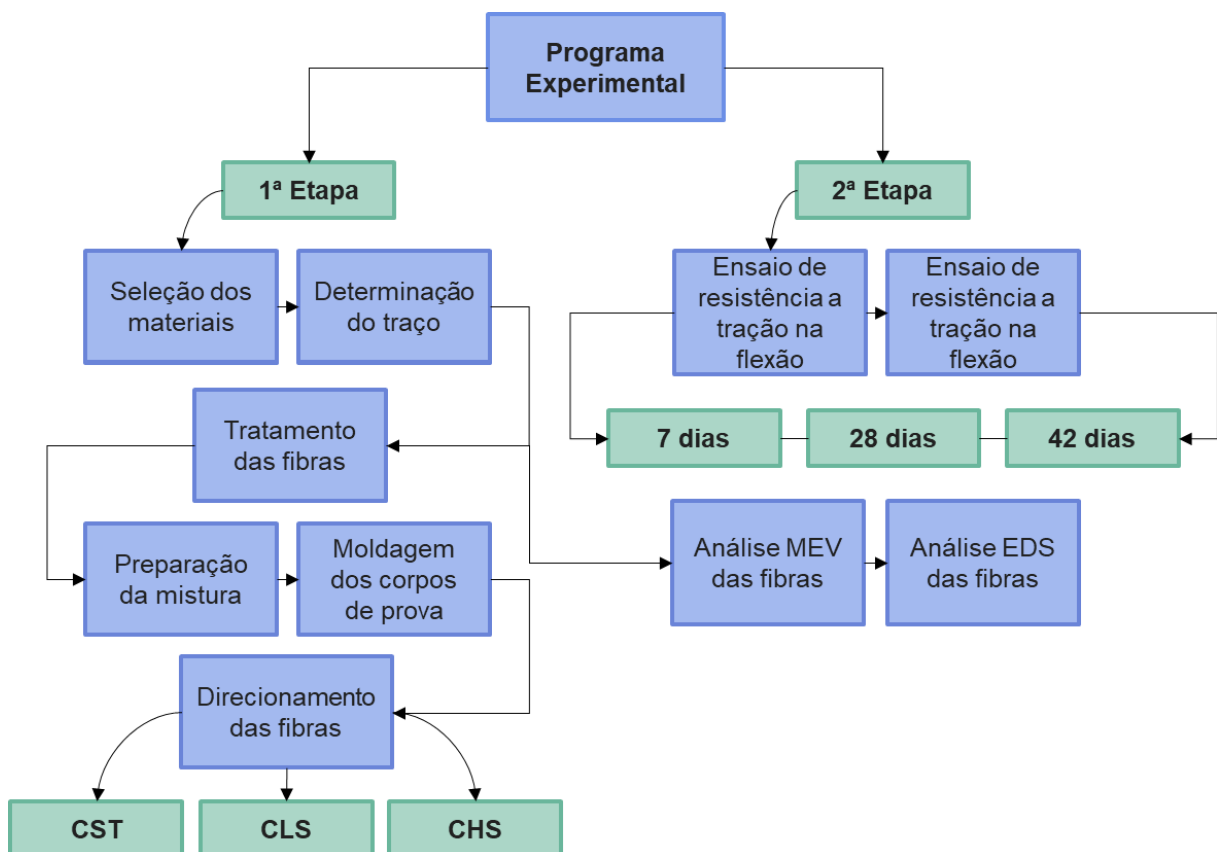 Programa
Experimental
1ª Etapa
2ª Etapa
Seleção dos
materiais
Determinação
do traço
Ensaio de
resistência a
tração na
flexão
Ensaio de
resistência a
tração na
flexão
Tratamento
das fibras
7 dias
28 dias
42 dias
Preparação
da mistura
Moldagem
dos corpos
de prova
Análise MEV
das fibras
Análise EDS
das fibras
Direcionamento
das fibras
CST
CLS
CHS